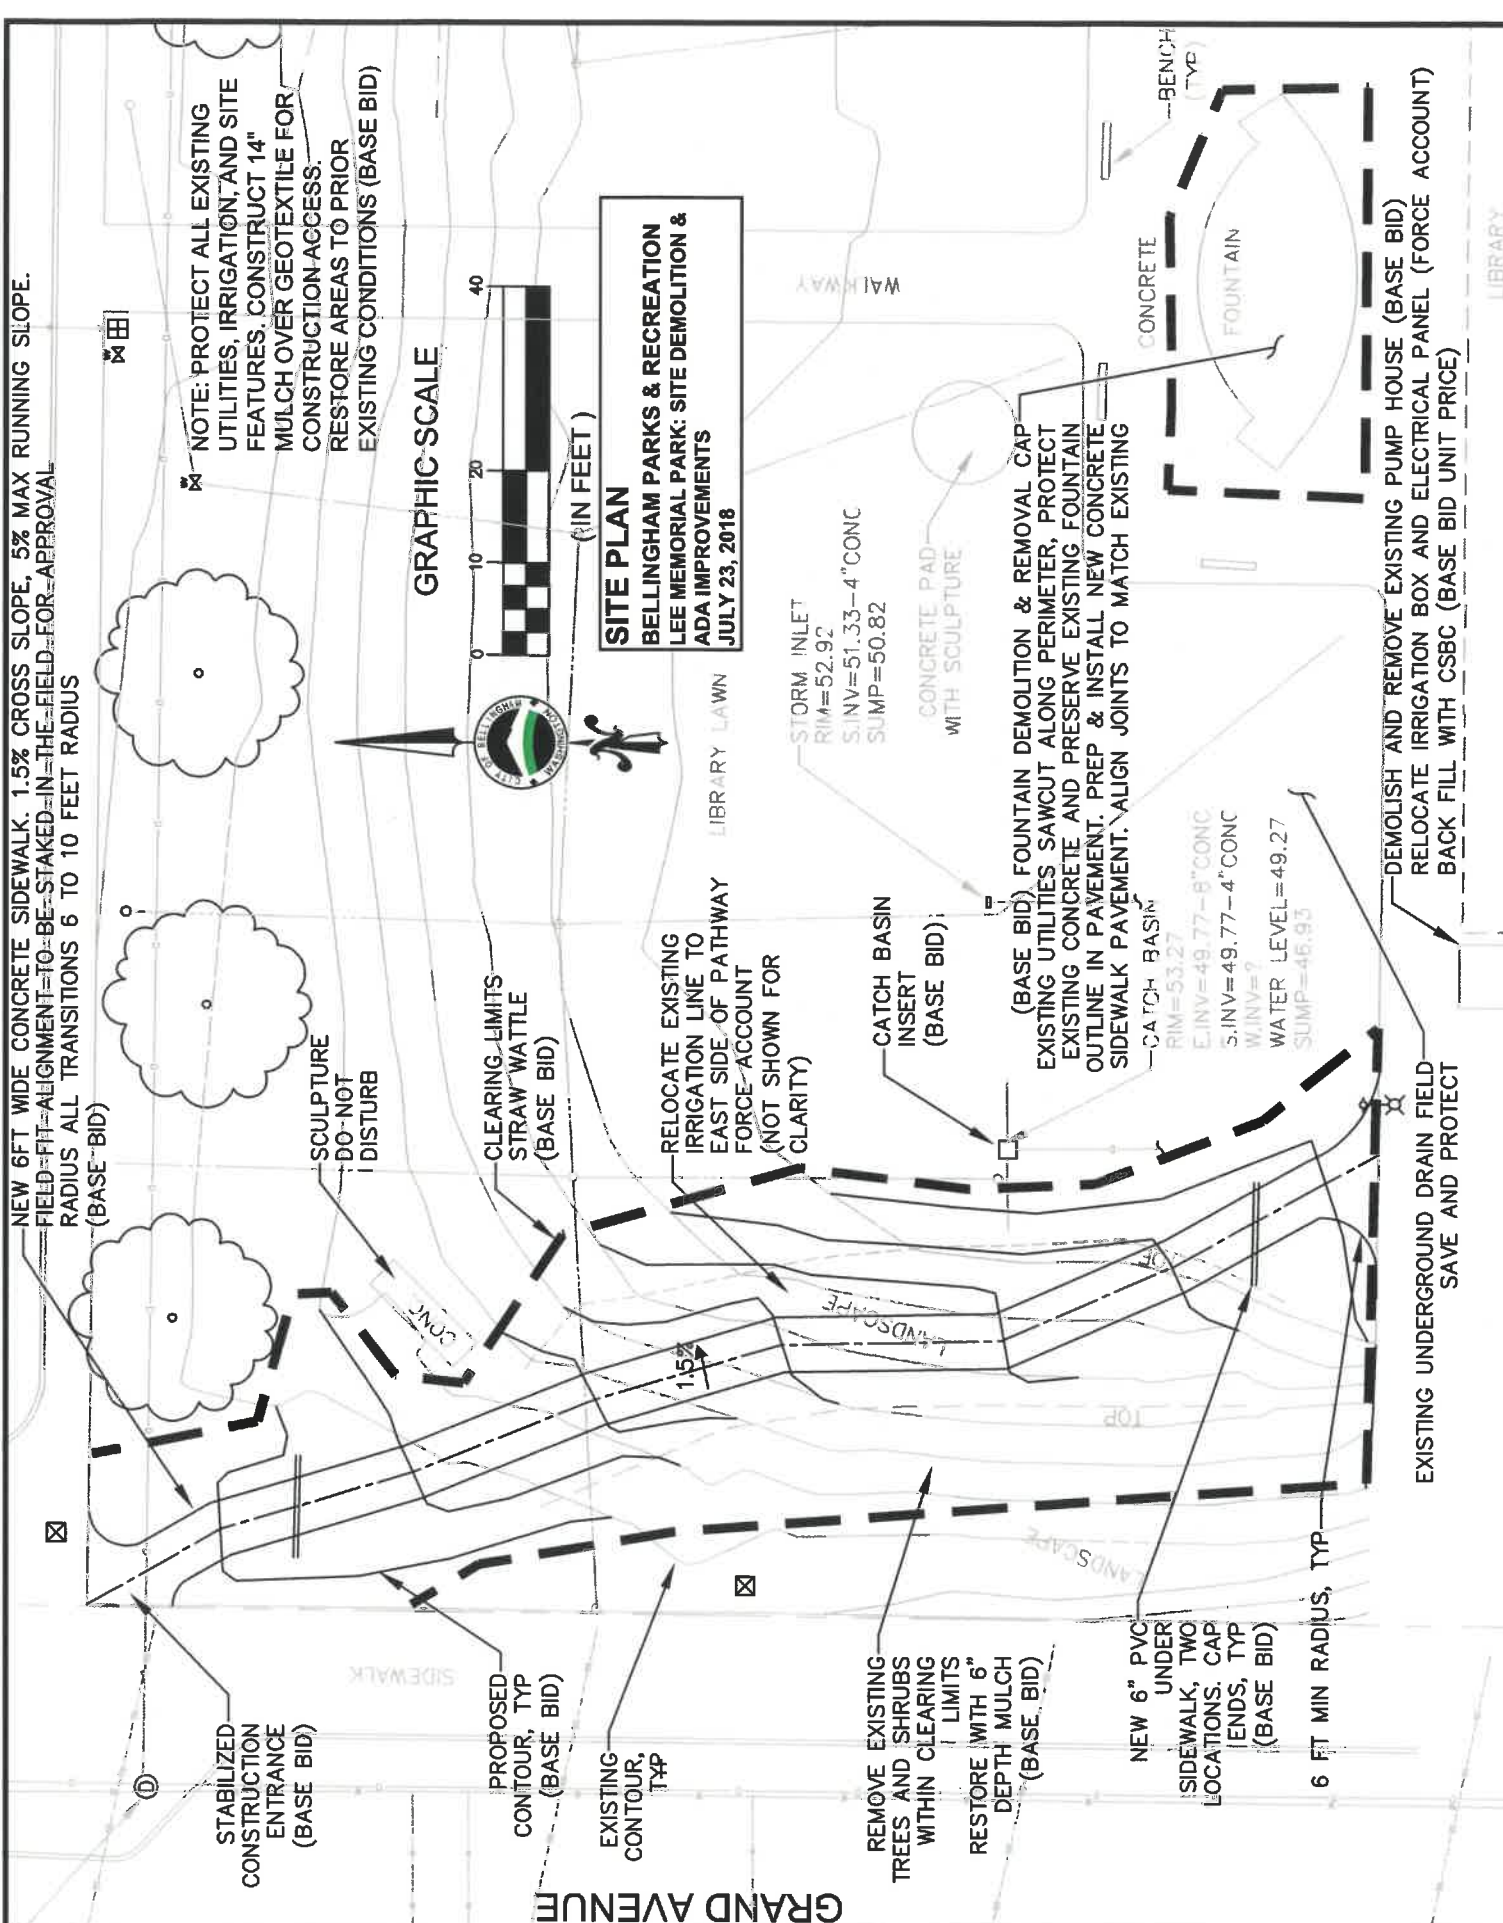 NEW 6FT WIDE CONCRETE SIDEWALK. 1.5% CROSS SLOPE, 5% MAX RUNNING SLOPE.
FIELD FIT ALIGNMENT TO BE STAKED IN THE FIELD FOR APPROVAL
RADIUS ALL TRANSITIONS 6 TO 10 FEET RADIUS
(BASE BID)
NOTE: PROTECT ALL EXISTING
UTILITIES, IRRIGATION, AND SITE
FEATURES. CONSTRUCT 14"
MULCH OVER GEOTEXTILE FOR
CONSTRUCTION ACCESS.
RESTORE AREAS TO PRIOR
EXISTING CONDITIONS (BASE BID)
GRAPHIC SCALE
0 10 20 40
(IN FEET)
CITY OF BELLINGHAM
WASHINGTON
SITE PLAN
BELLINGHAM PARKS & RECREATION
LEE MEMORIAL PARK: SITE DEMOLITION &
ADA IMPROVEMENTS
JULY 23, 2018
SCULPTURE
DO NOT
DISTURB
CONC
CLEARING LIMITS
STRAW WATTLE
(BASE BID)
RELOCATE EXISTING
IRRIGATION LINE TO
EAST SIDE OF PATHWAY
FORCE ACCOUNT
(NOT SHOWN FOR
CLARITY)
LIBRARY LAWN
WALKWAY
STORM INLET
RIM=52.92
S.INV=51.33-4"CONC
SUMP=50.82
CONCRETE PAD
WITH SCULPTURE
CATCH BASIN
INSERT
(BASE BID)
(BASE BID) FOUNTAIN DEMOLITION & REMOVAL CAP
EXISTING UTILITIES SAWCUT ALONG PERIMETER, PROTECT
EXISTING CONCRETE AND PRESERVE EXISTING FOUNTAIN
OUTLINE IN PAVEMENT. PREP & INSTALL NEW CONCRETE
SIDEWALK PAVEMENT. ALIGN JOINTS TO MATCH EXISTING
CATCH BASIN
RIM=53.27
E.INV=49.77-8"CONC
S.INV=49.77-4"CONC
W.INV=?
WATER LEVEL=49.27
SUMP=46.93
BENCH
(TYP)
CONCRETE
FOUNTAIN
DEMOLISH AND REMOVE EXISTING PUMP HOUSE (BASE BID)
RELOCATE IRRIGATION BOX AND ELECTRICAL PANEL (FORCE ACCOUNT)
BACK FILL WITH CSBC (BASE BID UNIT PRICE)
LIBRARY
EXISTING UNDERGROUND DRAIN FIELD
SAVE AND PROTECT
1.5%
LANDSCAPE
TOP
LANDSCAPE
SIDEWALK
D
STABILIZED
CONSTRUCTION
ENTRANCE
(BASE BID)
PROPOSED
CONTOUR, TYP
(BASE BID)
EXISTING
CONTOUR,
TYP
REMOVE EXISTING
TREES AND SHRUBS
WITHIN CLEARING
LIMITS
RESTORE WITH 6"
DEPTH MULCH
(BASE BID)
NEW 6" PVC
UNDER
SIDEWALK, TWO
LOCATIONS. CAP
ENDS, TYP
(BASE BID)
6 FT MIN RADIUS, TYP
GRAND AVENUE